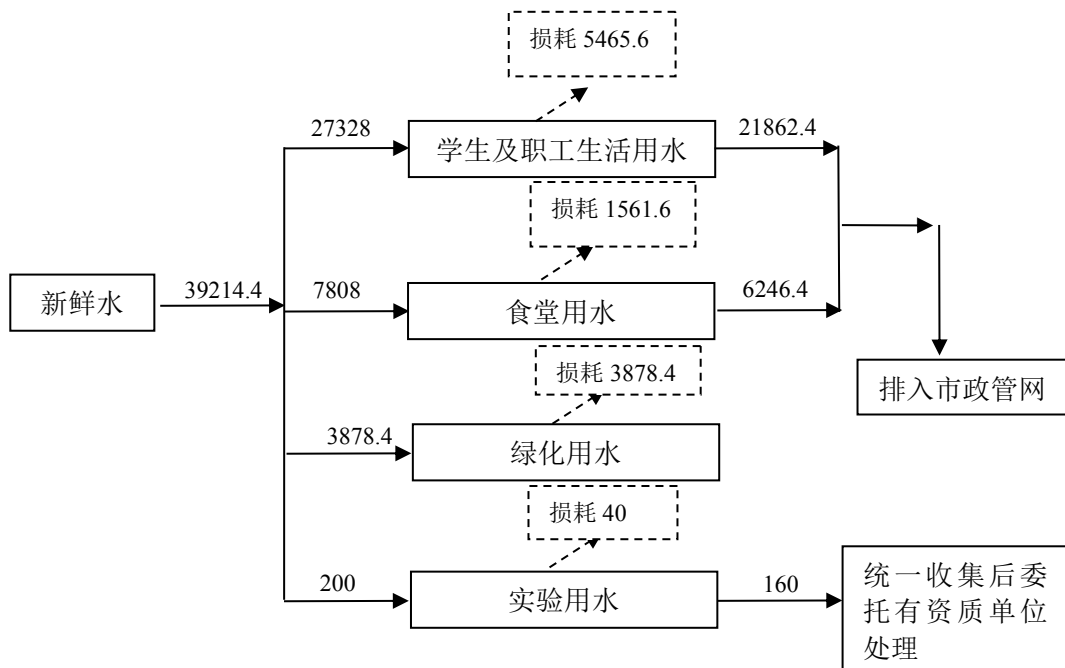 损耗 5465.6
27328
学生及职工生活用水
21862.4
损耗 1561.6
新鲜水
39214.4
7808
食堂用水
6246.4
损耗 3878.4
排入市政管网
3878.4
绿化用水
损耗 40
200
实验用水
160
统一收集后委
托有资质单位
处理